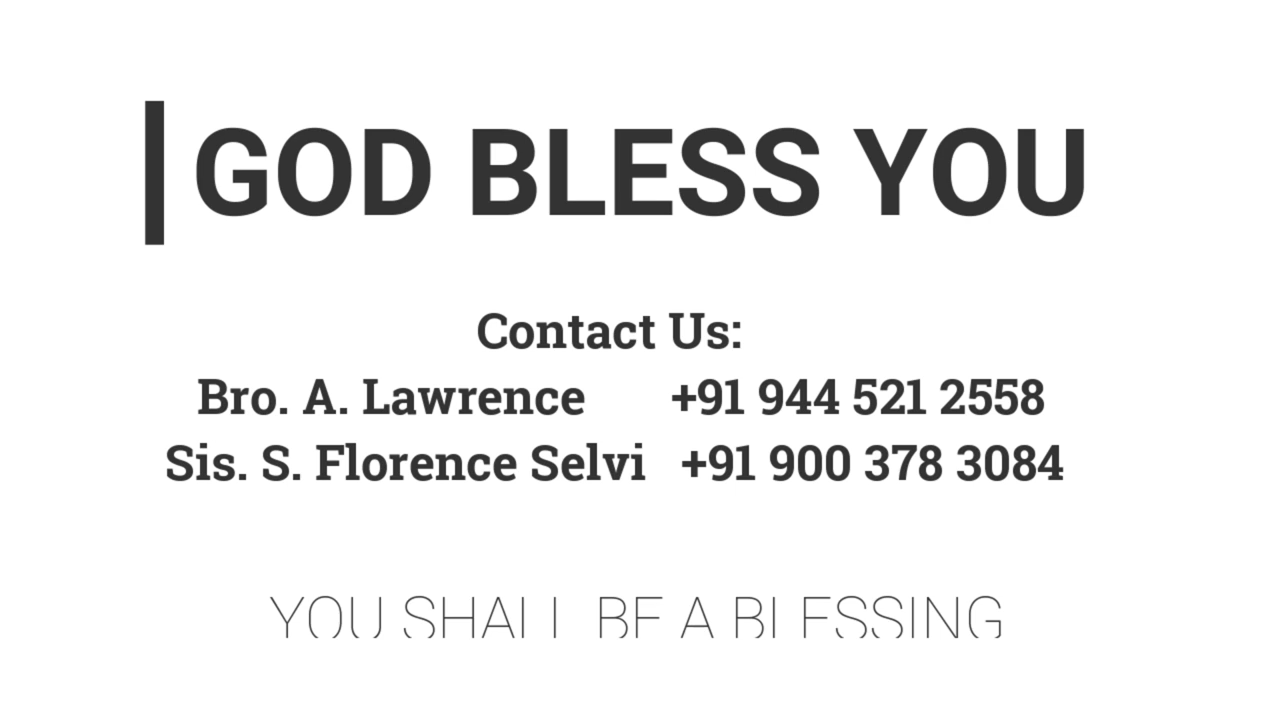 GOD BLESS YOU
Contact Us:
Bro. A. Lawrence +91 944 521 2558
Sis. S. Florence Selvi +91 900 378 3084
YOU SHALL BE A BLESSING